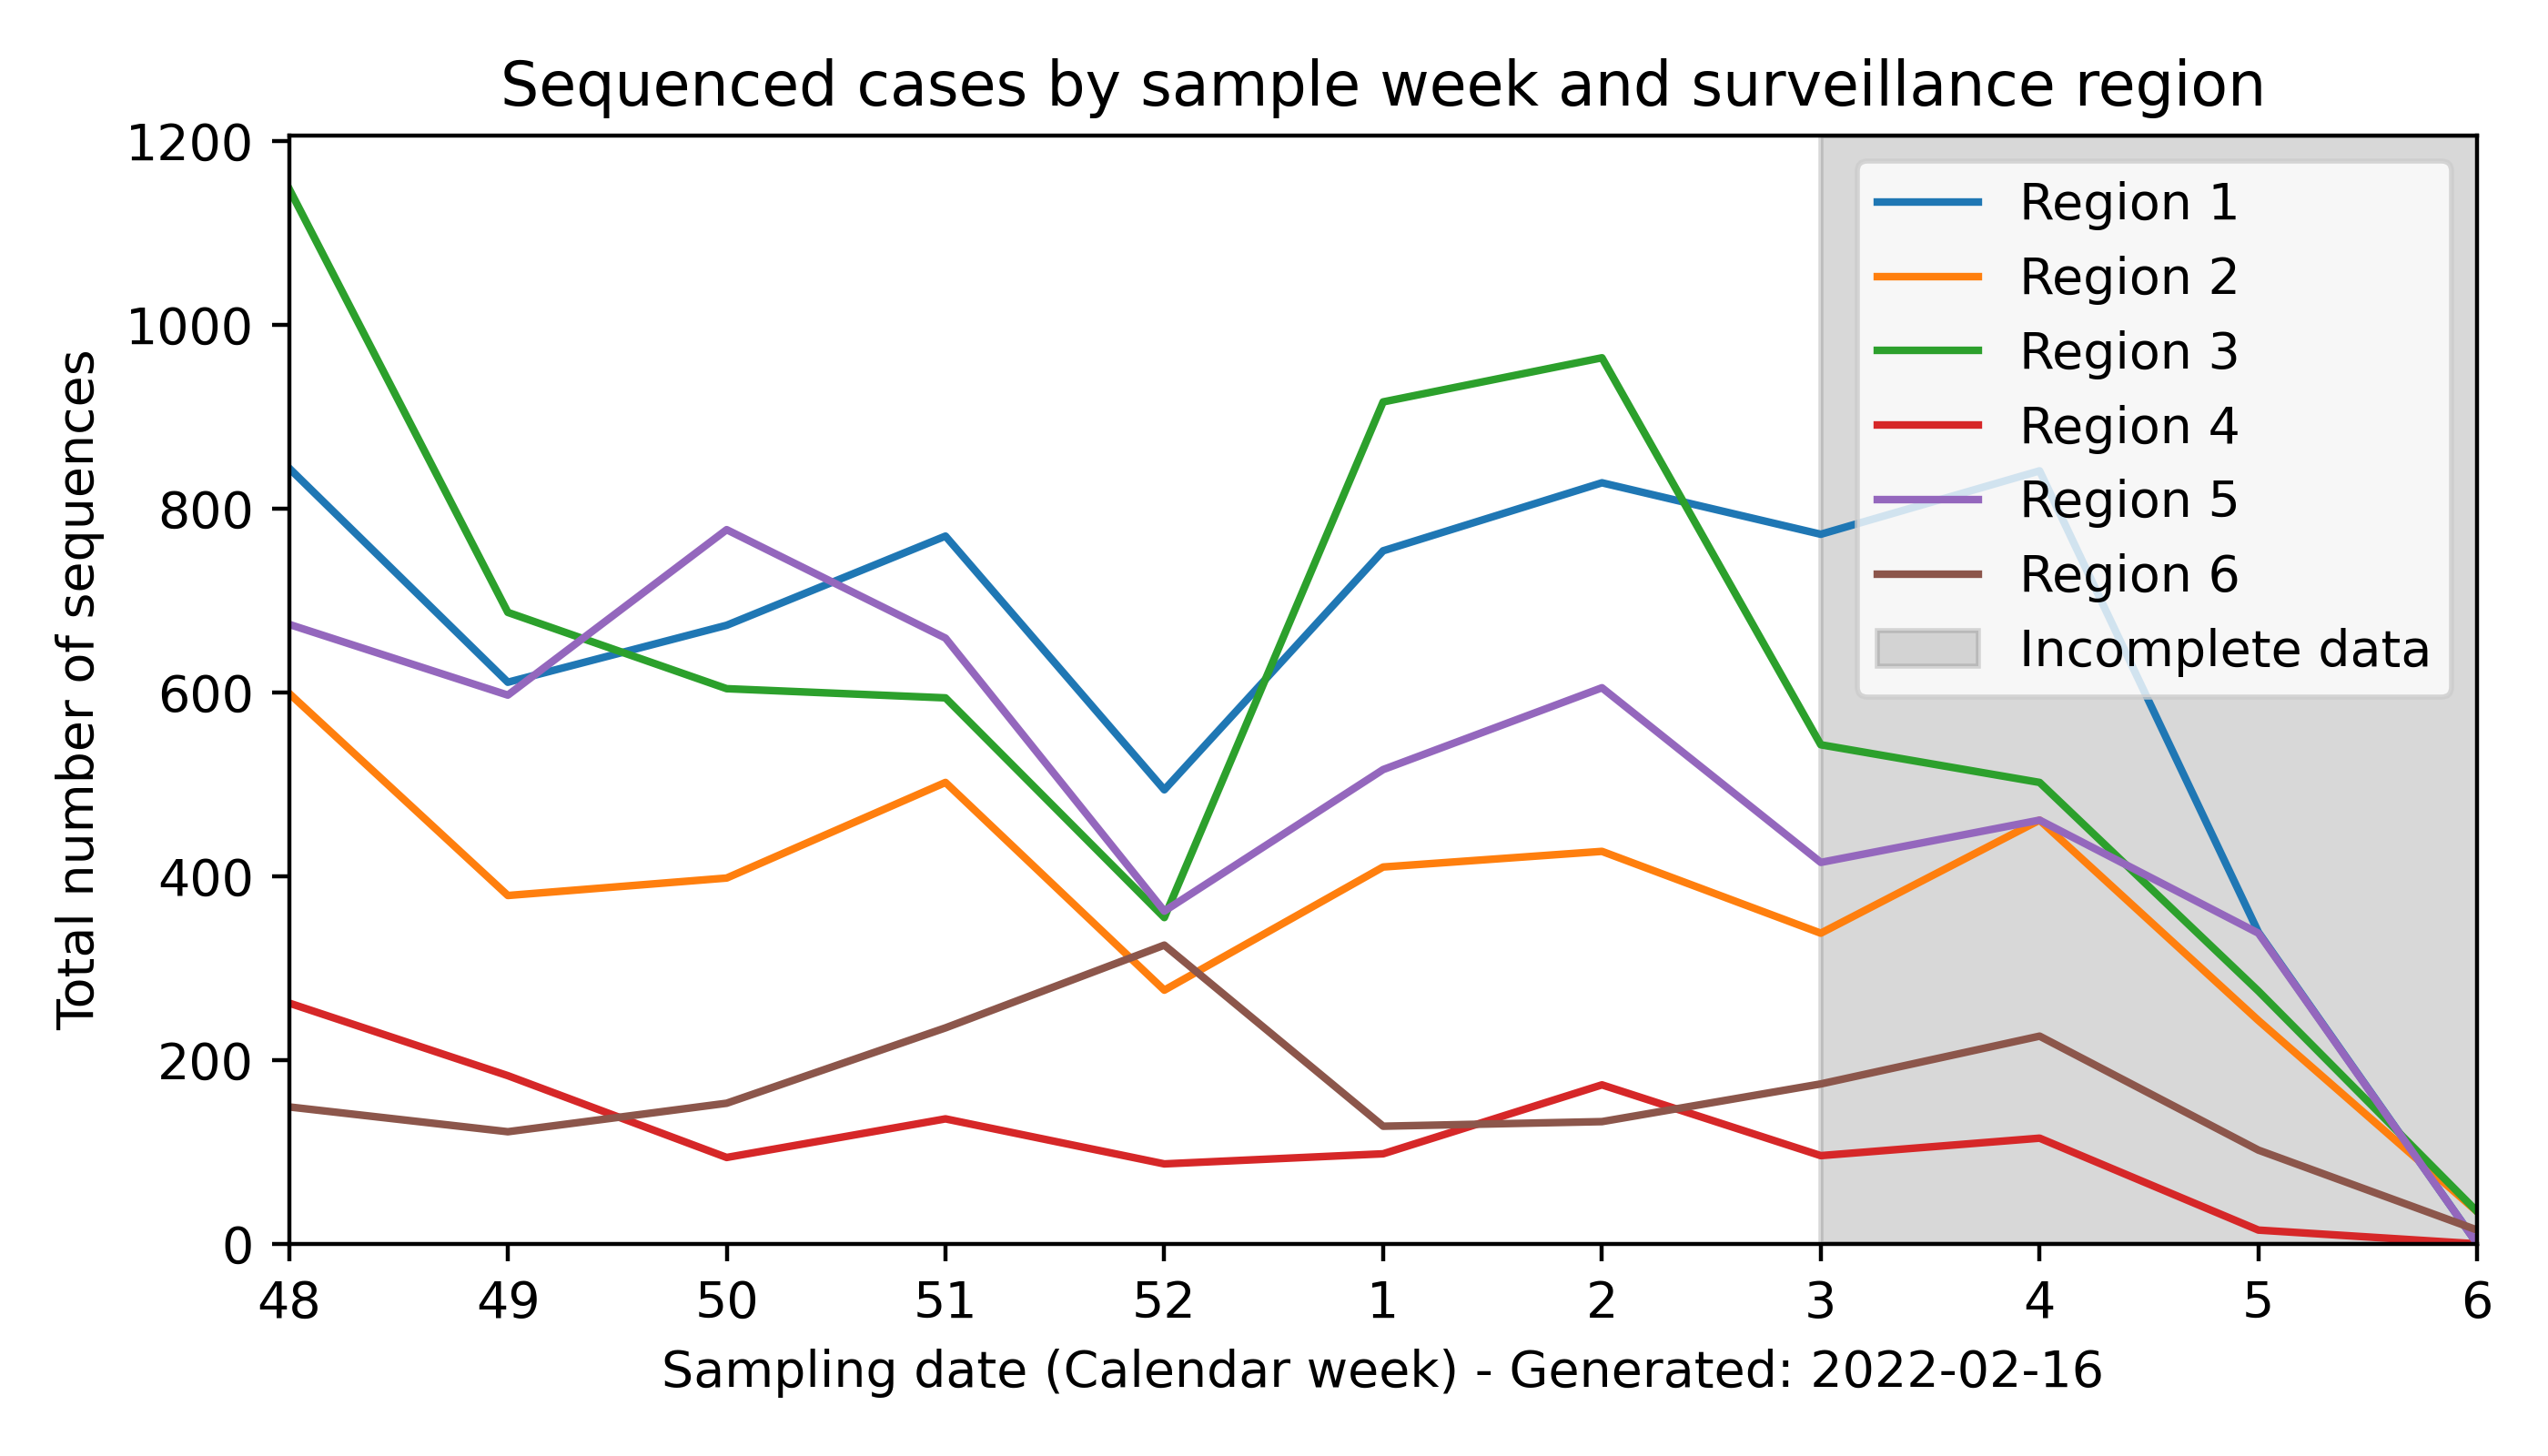 Sequenced cases by sample week and surveillance region
1200
1000
800
600
400
200
0
Total number of sequences
Region 1
Region 2
Region 3
Region 4
Region 5
Region 6
Incomplete data
48 49 50 51 52 1 2 3 4 5 6
Sampling date (Calendar week) - Generated: 2022-02-16